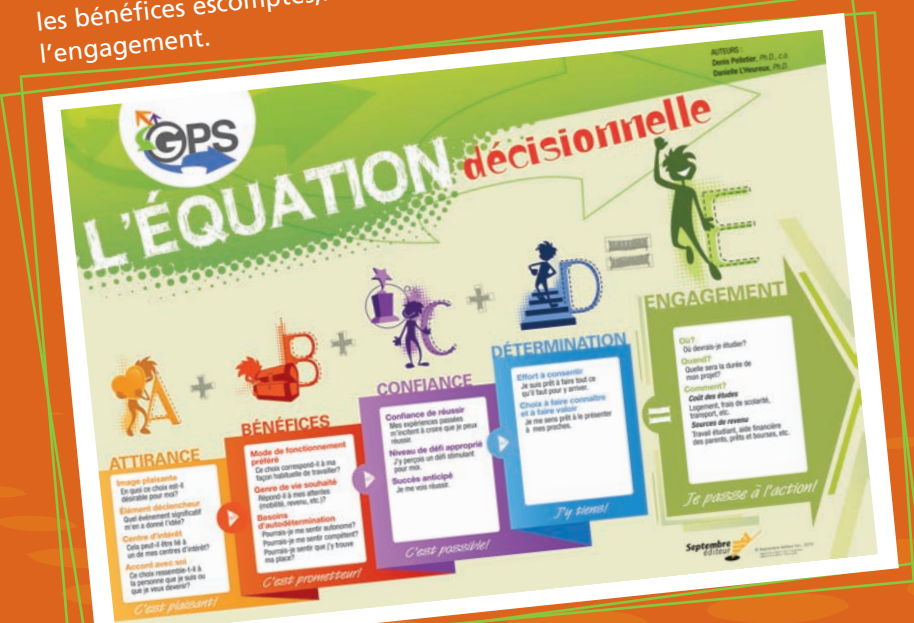 les bénéfices escomptés,
l'engagement.
AUTEURS :
Denis Pelletier, Ph.D., c.o.
Danielle L'Heureux, Ph.D.
GPS
L'ÉQUATION décisionnelle
A + B + C + D = E
ATTIRANCE
Image plaisante
En quoi ce choix est-il
désirable pour moi?
Élément déclencheur
Quel événement significatif
m'en a donné l'idée?
Centre d'intérêt
Cela peut-il être lié à
un de mes centres d'intérêt?
Accord avec soi
Ce choix ressemble-t-il à
la personne que je suis ou
que je veux devenir?
C'est plaisant!
BÉNÉFICES
Mode de fonctionnement
préféré
Ce choix correspond-il à ma
façon habituelle de travailler?
Genre de vie souhaité
Répond-il à mes attentes
(mobilité, revenu, etc.)?
Besoins
d'autodétermination
Pourrais-je me sentir autonome?
Pourrais-je me sentir compétent?
Pourrais-je sentir que j'y trouve
ma place?
C'est prometteur!
CONFIANCE
Confiance de réussir
Mes expériences passées
m'incitent à croire que je peux
réussir.
Niveau de défi approprié
J'y perçois un défi stimulant
pour moi.
Succès anticipé
Je me vois réussir.
C'est possible!
DÉTERMINATION
Effort à consentir
Je suis prêt à faire tout ce
qu'il faut pour y arriver.
Choix à faire connaître
et à faire valoir
Je me sens prêt à le présenter
à mes proches.
J'y tiens!
=
ENGAGEMENT
Où?
Où devrais-je étudier?
Quand?
Quelle sera la durée de
mon projet?
Comment?
Coût des études
Logement, frais de scolarité,
transport, etc.
Sources de revenu
Travail étudiant, aide financière
des parents, prêts et bourses, etc.
Je passe à l'action!
Septembre
éditeur